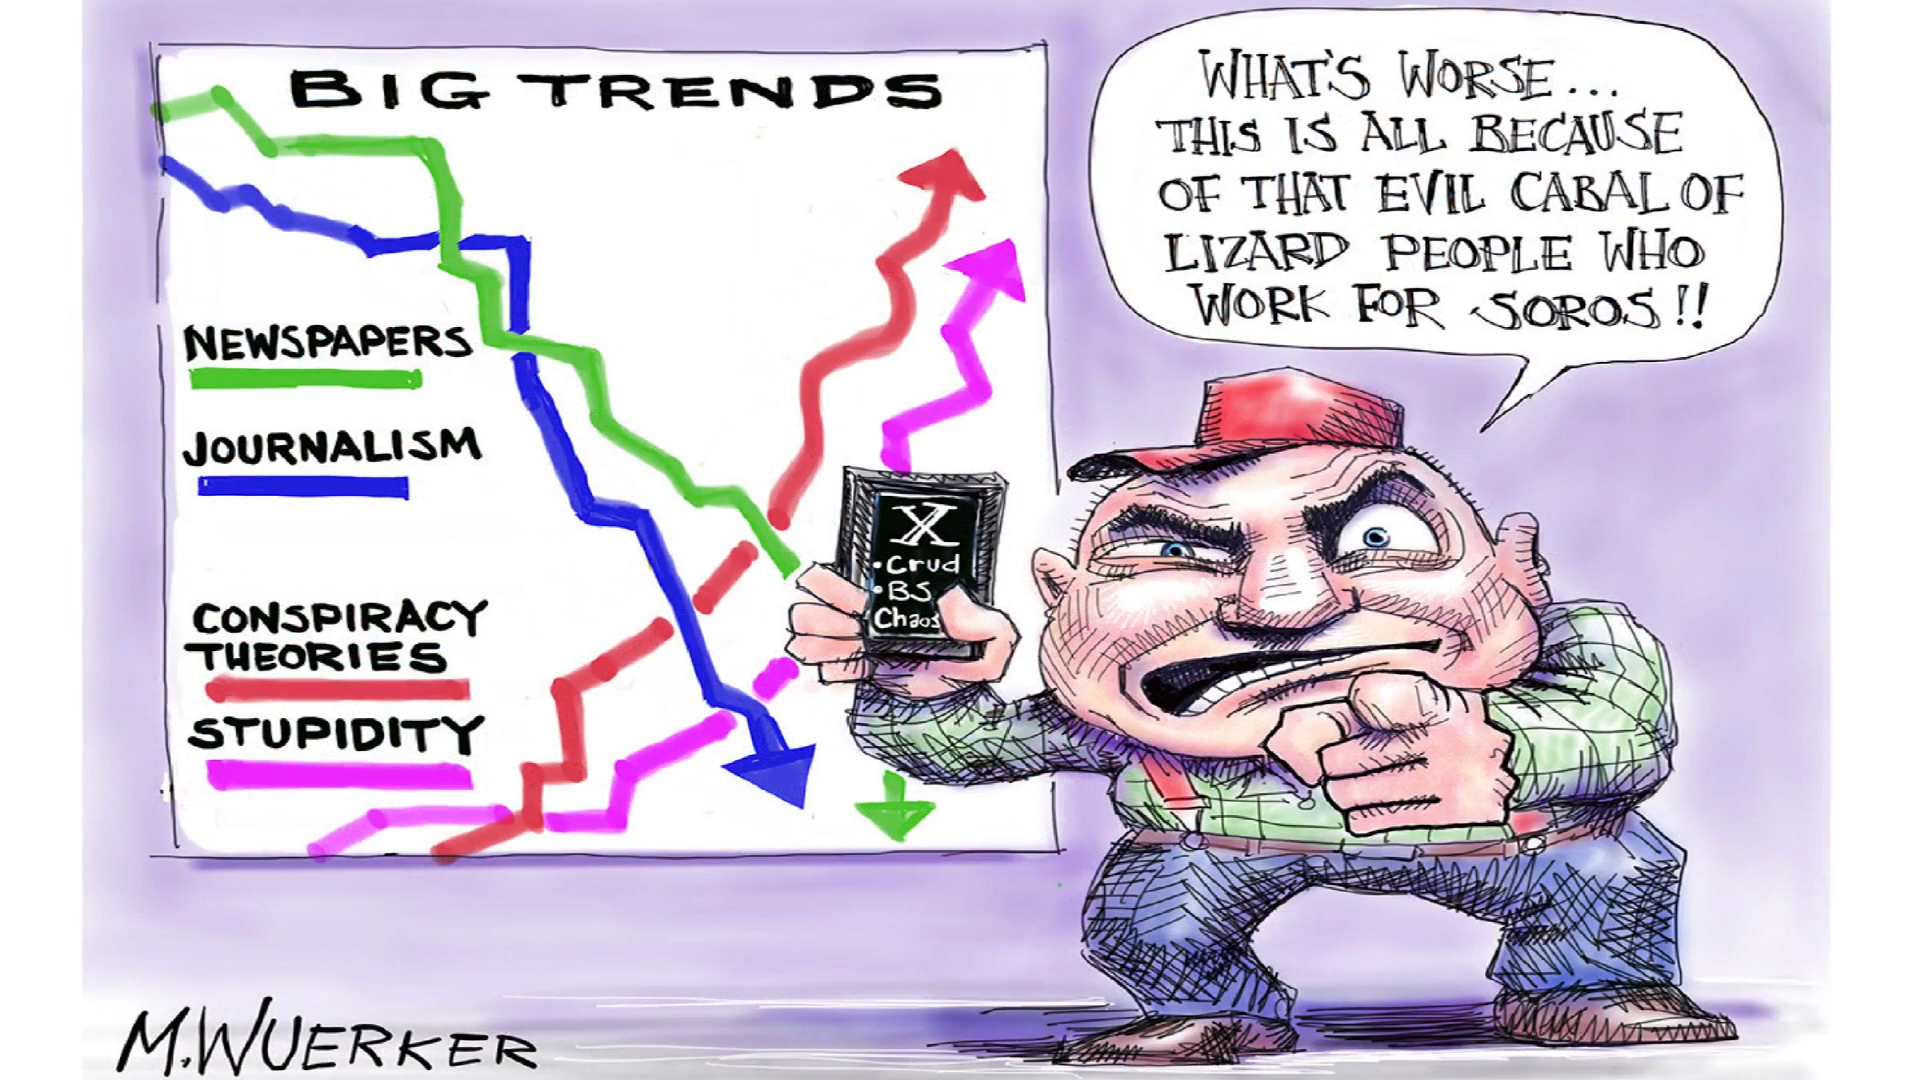 BIG TRENDS
WHAT'S WORSE...
THIS IS ALL BECAUSE
OF THAT EVIL CABAL OF
LIZARD PEOPLE WHO
WORK FOR SOROS!!
NEWSPAPERS
JOURNALISM
CONSPIRACY
THEORIES
STUPIDITY
X
•Crud
•BS
Chaos
M.WUERKER